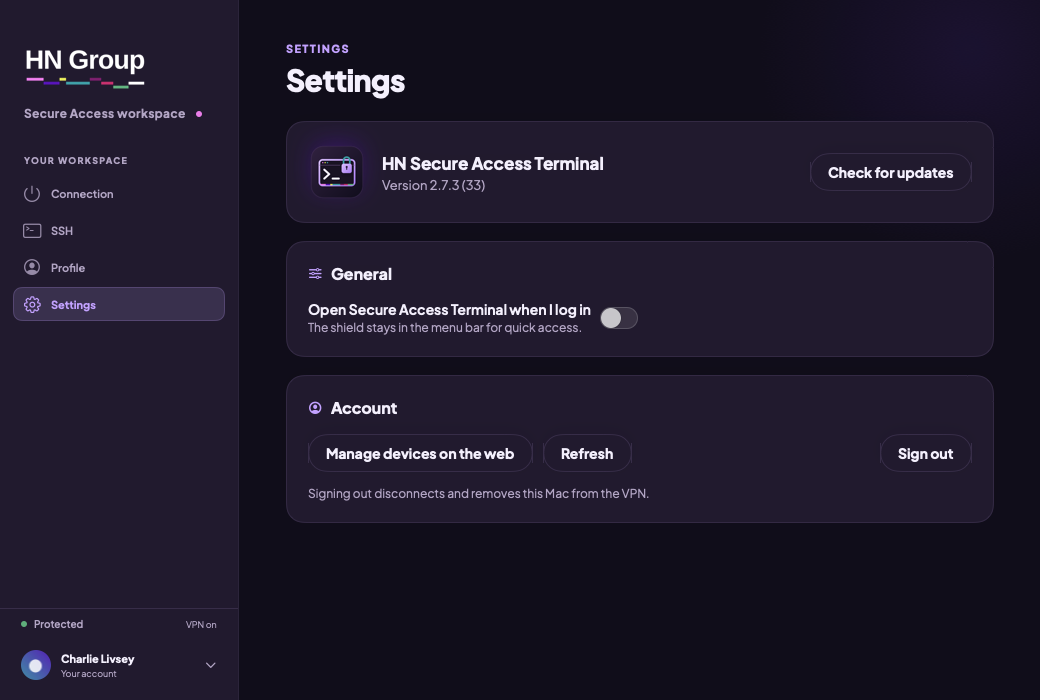 HN Group
Secure Access workspace
YOUR WORKSPACE
Connection
SSH
Profile
Settings
Protected
VPN on
Charlie Livsey
Your account
SETTINGS
Settings
HN Secure Access Terminal
Version 2.7.3 (33)
Check for updates
General
Open Secure Access Terminal when I log in
The shield stays in the menu bar for quick access.
Account
Manage devices on the web
Refresh
Sign out
Signing out disconnects and removes this Mac from the VPN.